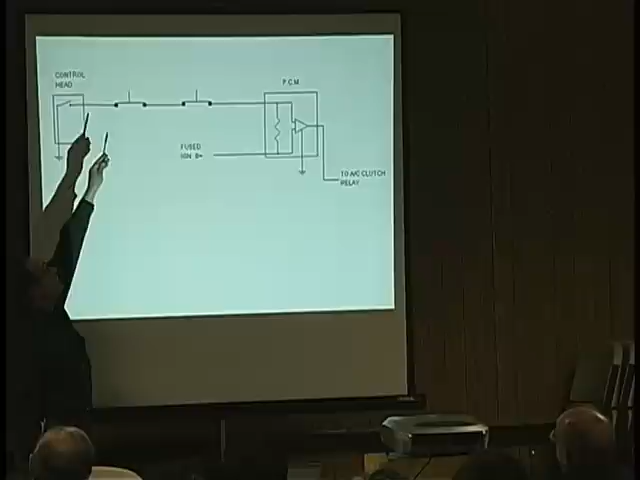 CONTROL
HEAD
P.C.M.
FUSED
IGN B+
TO A/C CLUTCH
RELAY